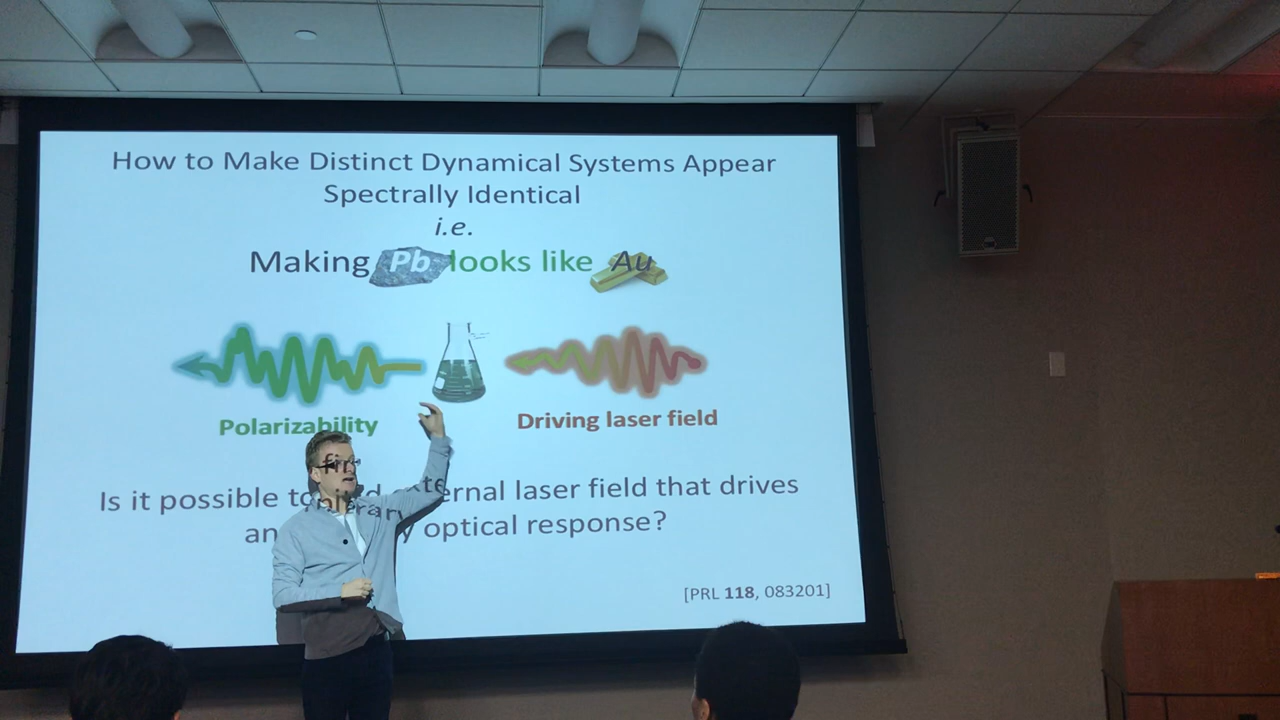 How to Make Distinct Dynamical Systems Appear
Spectrally Identical
i.e.
Making Pb looks like Au
Polarizability
Driving laser field
Is it possible to external laser field that drives
an optical response?
[PRL 118, 083201]